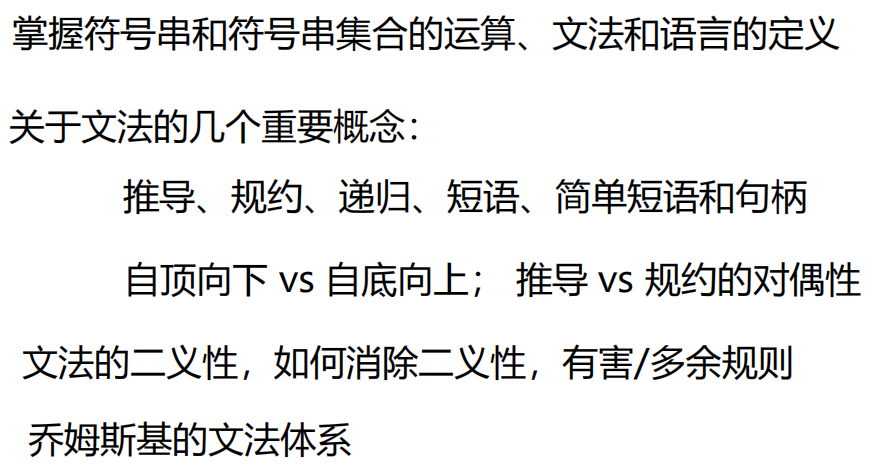 掌握符号串和符号串集合的运算、文法和语言的定义
关于文法的几个重要概念：
推导、规约、递归、短语、简单短语和句柄
自顶向下 vs 自底向上； 推导 vs 规约的对偶性
文法的二义性，如何消除二义性，有害/多余规则
乔姆斯基的文法体系